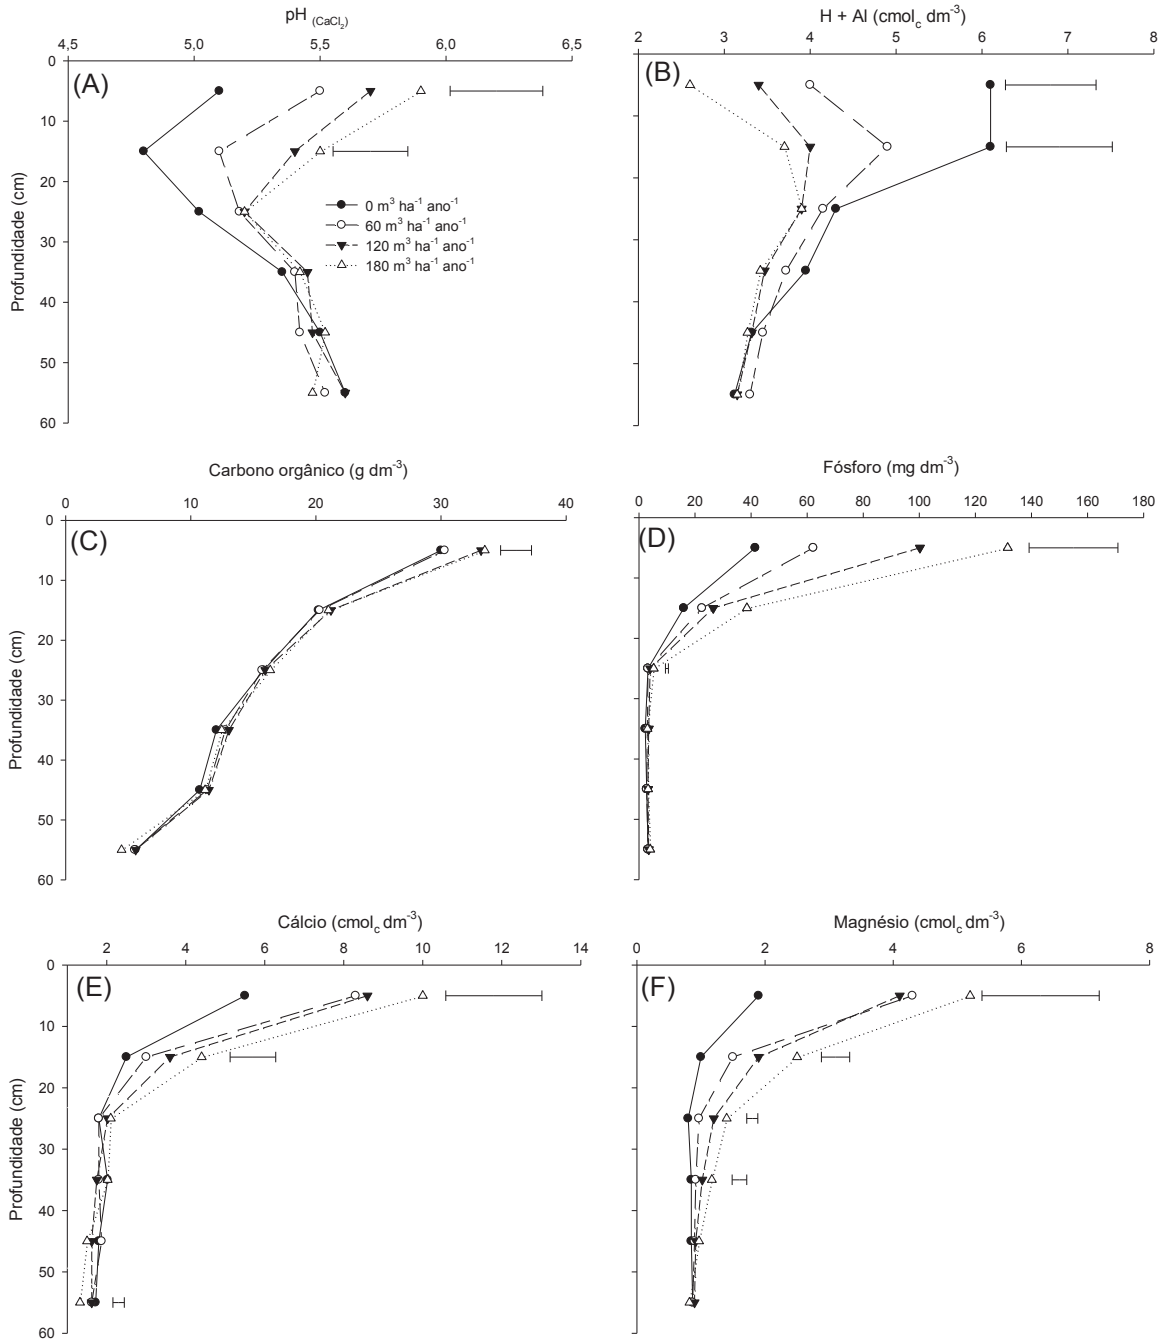 pH (CaCl₂)
4,5 5,0 5,5 6,0 6,5
(A)
0
10
20
30
40
50
60
Profundidade (cm)
0 m³ ha⁻¹ ano⁻¹
60 m³ ha⁻¹ ano⁻¹
120 m³ ha⁻¹ ano⁻¹
180 m³ ha⁻¹ ano⁻¹
H + Al (cmol_c dm⁻³)
2 3 4 5 6 7 8
(B)
Carbono orgânico (g dm⁻³)
0 10 20 30 40
(C)
0
10
20
30
40
50
60
Profundidade (cm)
Fósforo (mg dm⁻³)
0 20 40 60 80 100 120 140 160 180
(D)
Cálcio (cmol_c dm⁻³)
2 4 6 8 10 12 14
(E)
0
10
20
30
40
50
60
Profundidade (cm)
Magnésio (cmol_c dm⁻³)
0 2 4 6 8
(F)